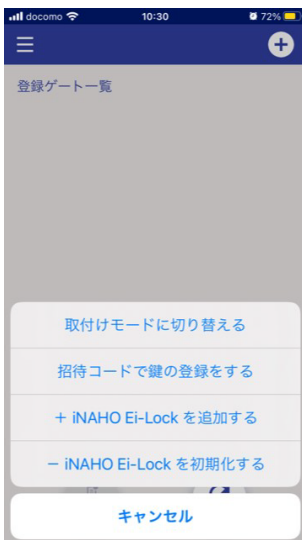 docomo 10:30 72%
登録ゲート一覧
取付けモードに切り替える
招待コードで鍵の登録をする
+ iNAHO Ei-Lock を追加する
− iNAHO Ei-Lock を初期化する
キャンセル